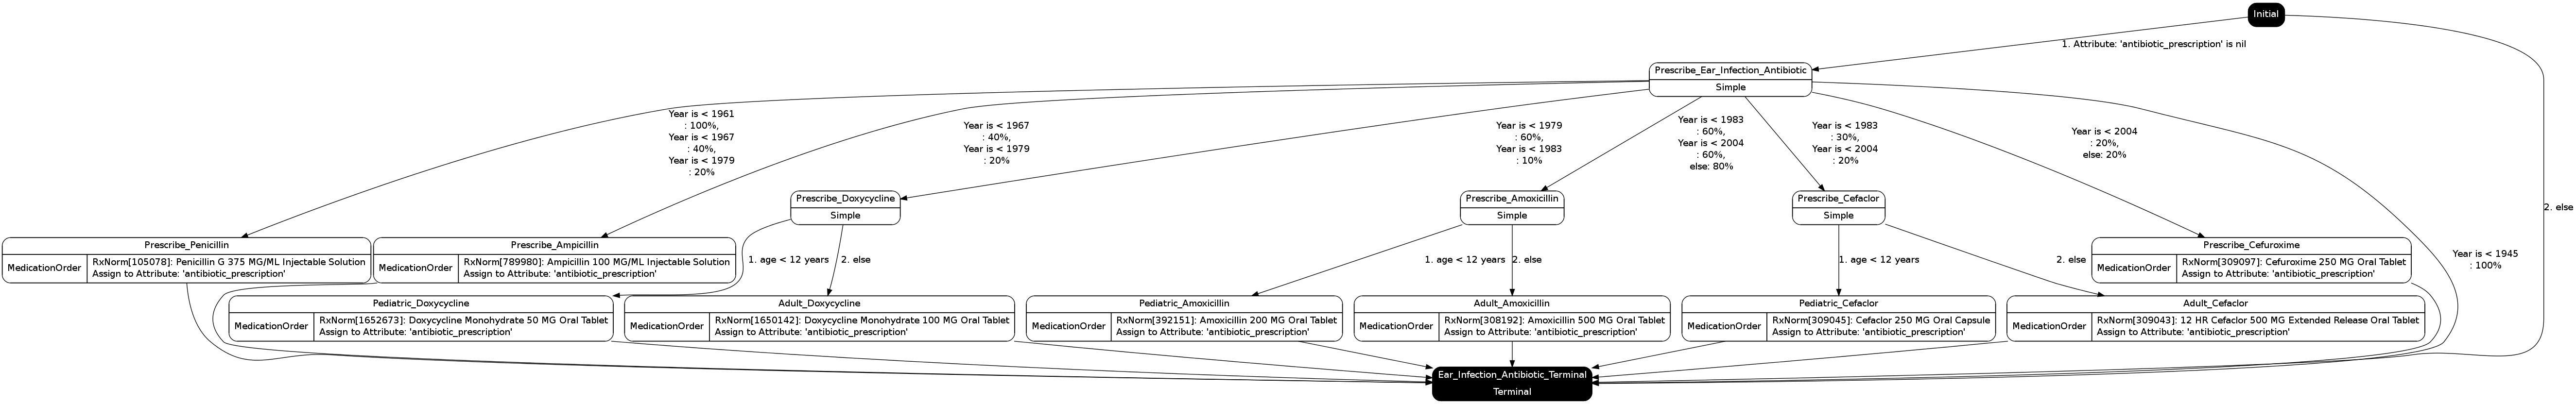 Initial
1. Attribute: 'antibiotic_prescription' is nil
Prescribe_Ear_Infection_Antibiotic
Simple
Year is < 1961
: 100%,
Year is < 1967
: 40%,
Year is < 1979
: 20%
Year is < 1967
: 40%,
Year is < 1979
: 20%
Year is < 1979
: 60%,
Year is < 1983
: 10%
Year is < 1983
: 60%,
Year is < 2004
: 60%,
else: 80%
Year is < 1983
: 30%,
Year is < 2004
: 20%
Year is < 2004
: 20%,
else: 20%
2. else
Prescribe_Doxycycline
Simple
Prescribe_Amoxicillin
Simple
Prescribe_Cefaclor
Simple
Prescribe_Penicillin
MedicationOrder
RxNorm[105078]: Penicillin G 375 MG/ML Injectable Solution
Assign to Attribute: 'antibiotic_prescription'
Prescribe_Ampicillin
MedicationOrder
RxNorm[789980]: Ampicillin 100 MG/ML Injectable Solution
Assign to Attribute: 'antibiotic_prescription'
1. age < 12 years
2. else
1. age < 12 years
2. else
1. age < 12 years
2. else
Prescribe_Cefuroxime
MedicationOrder
RxNorm[309097]: Cefuroxime 250 MG Oral Tablet
Assign to Attribute: 'antibiotic_prescription'
Year is < 1945
: 100%
Pediatric_Doxycycline
MedicationOrder
RxNorm[1652673]: Doxycycline Monohydrate 50 MG Oral Tablet
Assign to Attribute: 'antibiotic_prescription'
Adult_Doxycycline
MedicationOrder
RxNorm[1650142]: Doxycycline Monohydrate 100 MG Oral Tablet
Assign to Attribute: 'antibiotic_prescription'
Pediatric_Amoxicillin
MedicationOrder
RxNorm[392151]: Amoxicillin 200 MG Oral Tablet
Assign to Attribute: 'antibiotic_prescription'
Adult_Amoxicillin
MedicationOrder
RxNorm[308192]: Amoxicillin 500 MG Oral Tablet
Assign to Attribute: 'antibiotic_prescription'
Pediatric_Cefaclor
MedicationOrder
RxNorm[309045]: Cefaclor 250 MG Oral Capsule
Assign to Attribute: 'antibiotic_prescription'
Adult_Cefaclor
MedicationOrder
RxNorm[309043]: 12 HR Cefaclor 500 MG Extended Release Oral Tablet
Assign to Attribute: 'antibiotic_prescription'
Ear_Infection_Antibiotic_Terminal
Terminal